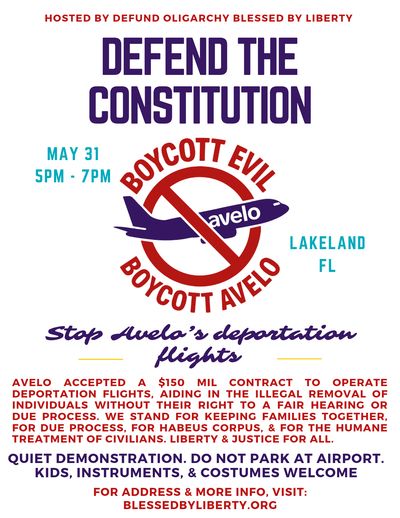 HOSTED BY DEFUND OLIGARCHY BLESSED BY LIBERTY
DEFEND THE
CONSTITUTION
MAY 31
5PM - 7PM
BOYCOTT EVIL
avelo
BOYCOTT AVELO
LAKELAND
FL
Stop Avelo's deportation
flights
AVELO ACCEPTED A $150 MIL CONTRACT TO OPERATE
DEPORTATION FLIGHTS, AIDING IN THE ILLEGAL REMOVAL OF
INDIVIDUALS WITHOUT THEIR RIGHT TO A FAIR HEARING OR
DUE PROCESS. WE STAND FOR KEEPING FAMILIES TOGETHER,
FOR DUE PROCESS, FOR HABEUS CORPUS, & FOR THE HUMANE
TREATMENT OF CIVILIANS. LIBERTY & JUSTICE FOR ALL.
QUIET DEMONSTRATION. DO NOT PARK AT AIRPORT.
KIDS, INSTRUMENTS, & COSTUMES WELCOME
FOR ADDRESS & MORE INFO, VISIT:
BLESSEDBYLIBERTY.ORG